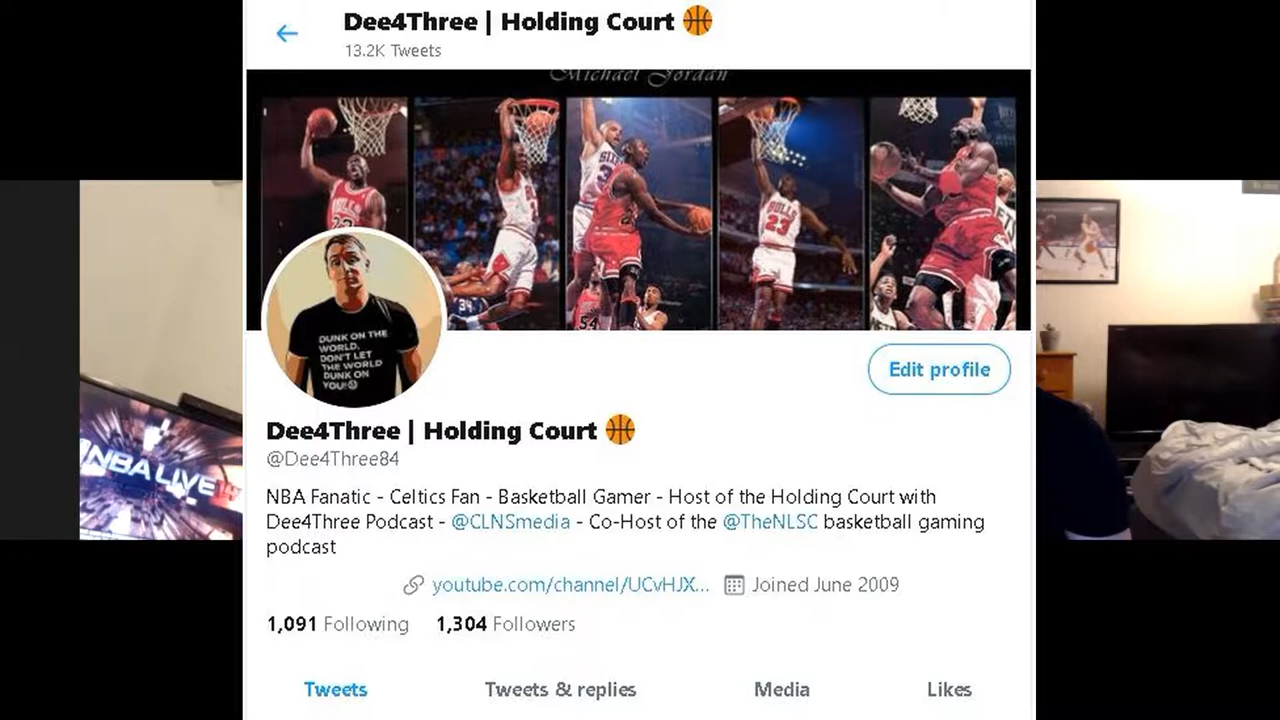 Dee4Three | Holding Court 🏀
13.2K Tweets
Michael Jordan
BULLS
23
DUNK ON THE
WORLD.
DON'T LET
THE WORLD
DUNK ON
YOU!
Edit profile
NBA LIVE
Dee4Three | Holding Court 🏀
@Dee4Three84
NBA Fanatic - Celtics Fan - Basketball Gamer - Host of the Holding Court with
Dee4Three Podcast - @CLNSmedia - Co-Host of the @TheNLSC basketball gaming
podcast
youtube.com/channel/UCvHJX... Joined June 2009
1,091 Following 1,304 Followers
Tweets Tweets & replies Media Likes